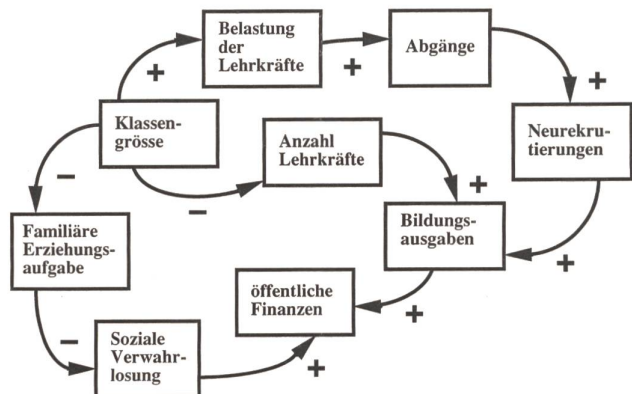 Belastung
der
Lehrkräfte
+
+
Abgänge
+
Klassen-
grösse
Anzahl
Lehrkräfte
Neurekru-
tierungen
–
–
+
Familiäre
Erziehungs-
aufgabe
Bildungs-
ausgaben
+
öffentliche
Finanzen
+
–
Soziale
Verwahr-
losung
+